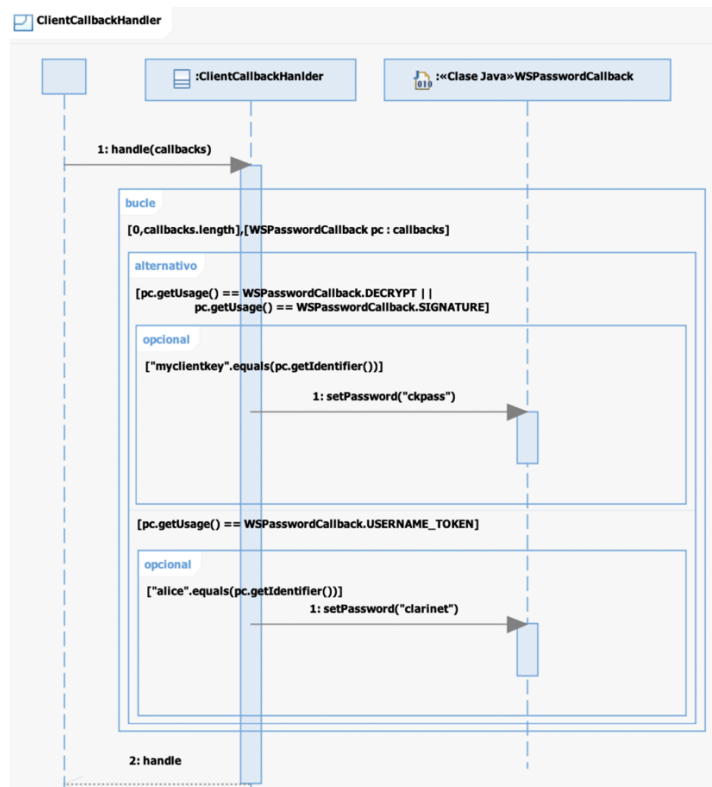 ClientCallbackHandler
:ClientCallbackHanlder
:«Clase Java»WSPasswordCallback
1: handle(callbacks)
bucle
[0,callbacks.length],[WSPasswordCallback pc : callbacks]
alternativo
[pc.getUsage() == WSPasswordCallback.DECRYPT ||
pc.getUsage() == WSPasswordCallback.SIGNATURE]
opcional
["myclientkey".equals(pc.getIdentifier())]
1: setPassword("ckpass")
[pc.getUsage() == WSPasswordCallback.USERNAME_TOKEN]
opcional
["alice".equals(pc.getIdentifier())]
1: setPassword("clarinet")
2: handle